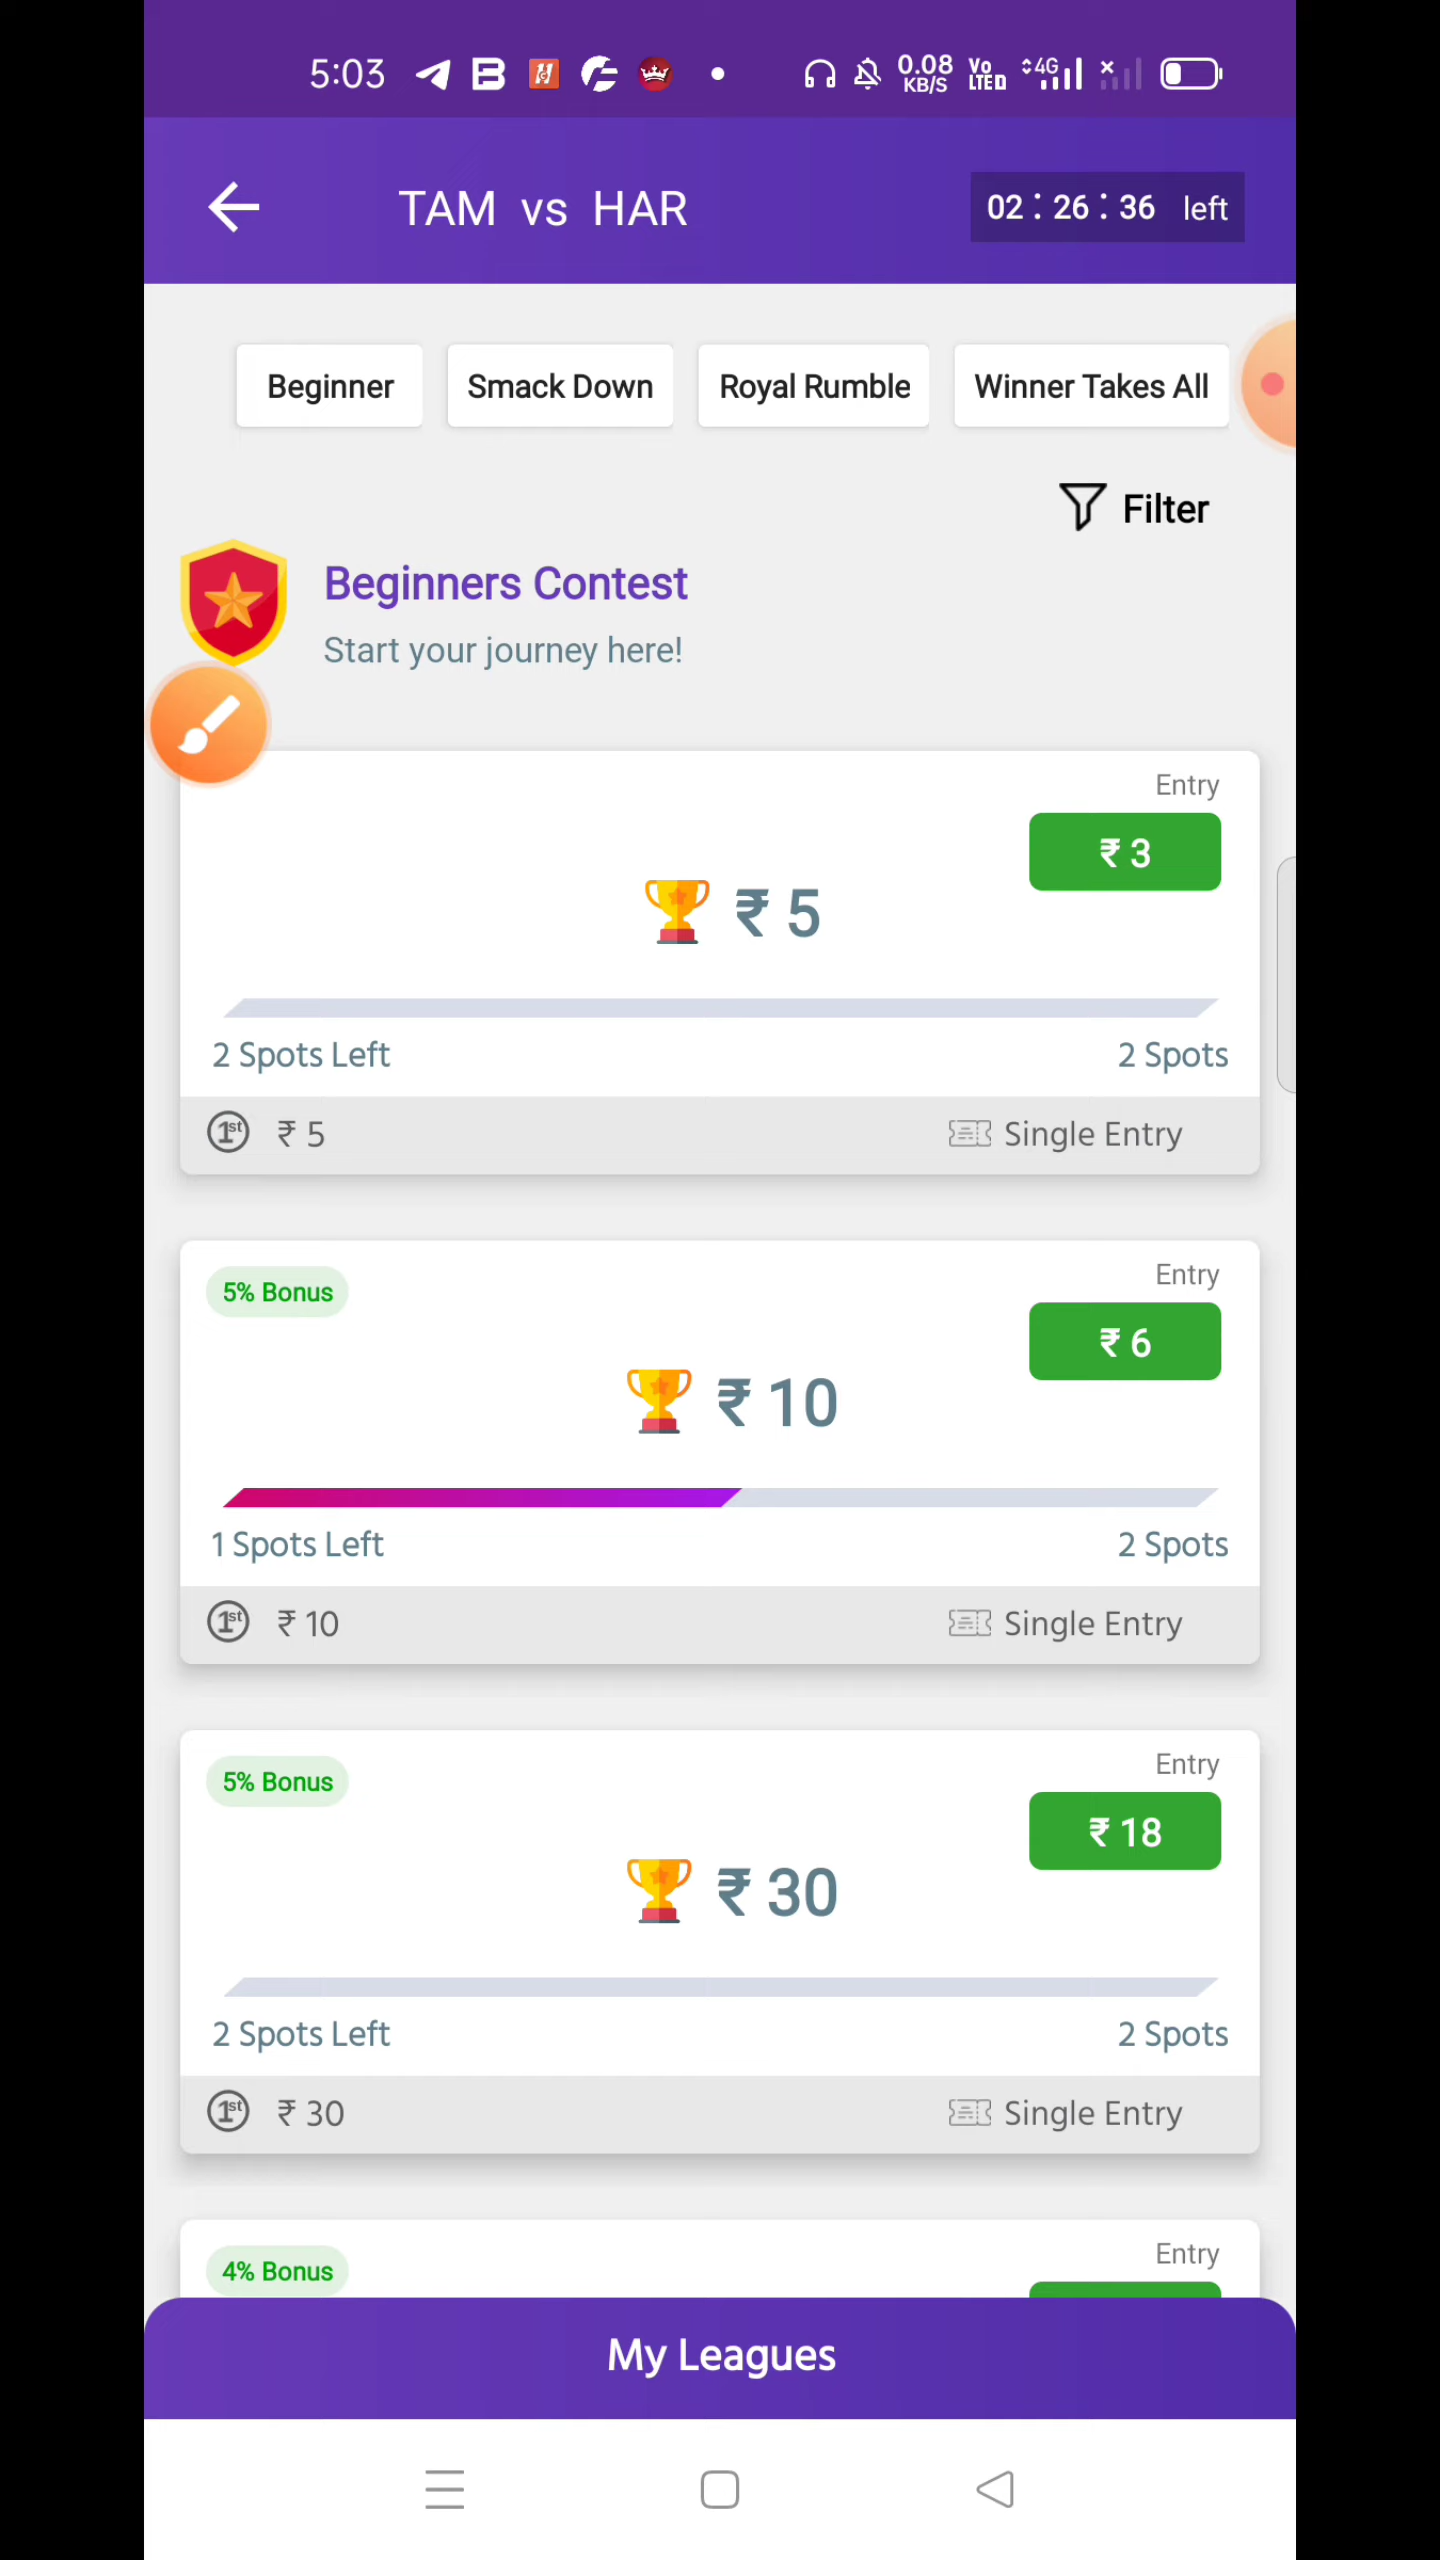 5:03 0.08 KB/S Vo LTE 4G
TAM vs HAR 02 : 26 : 36 left
Beginner Smack Down Royal Rumble Winner Takes All
Filter
Beginners Contest
Start your journey here!
Entry
₹ 3
₹ 5
2 Spots Left 2 Spots
1st ₹ 5 Single Entry
5% Bonus Entry
₹ 6
₹ 10
1 Spots Left 2 Spots
1st ₹ 10 Single Entry
5% Bonus Entry
₹ 18
₹ 30
2 Spots Left 2 Spots
1st ₹ 30 Single Entry
4% Bonus Entry
My Leagues